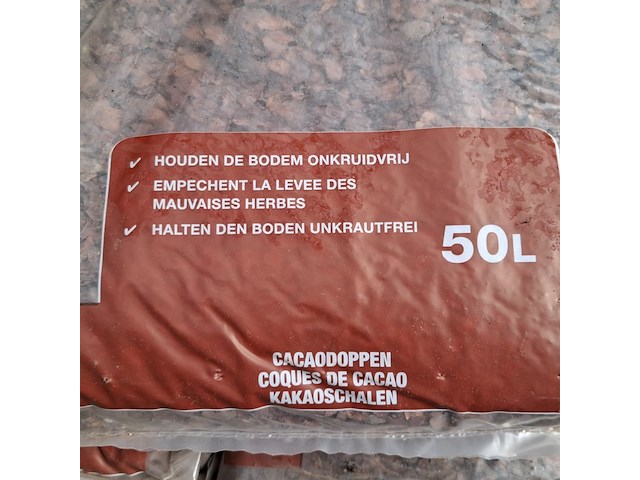 ✓ HOUDEN DE BODEM ONKRUIDVRIJ
✓ EMPECHENT LA LEVEE DES
MAUVAISES HERBES
✓ HALTEN DEN BODEN UNKRAUTFREI
50L
CACAODOPPEN
COQUES DE CACAO
KAKAOSCHALEN